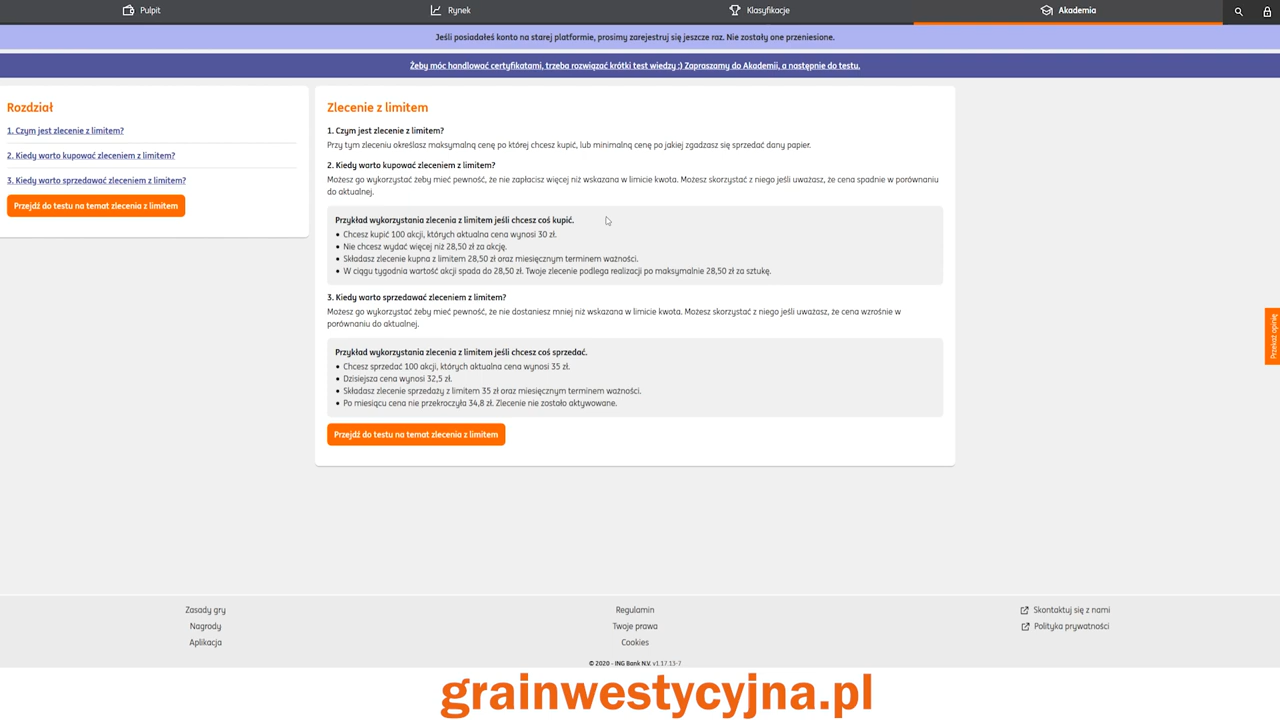 Pulpit
Rynek
Klasyfikacje
Akademia
Jeśli posiadałeś konto na starej platformie, prosimy zarejestruj się jeszcze raz. Nie zostały one przeniesione.
Żeby móc handlować certyfikatami, trzeba rozwiązać krótki test wiedzy :) Zapraszamy do Akademii, a następnie do testu.
Rozdział
1. Czym jest zlecenie z limitem?
2. Kiedy warto kupować zleceniem z limitem?
3. Kiedy warto sprzedawać zleceniem z limitem?
Przejdź do testu na temat zlecenia z limitem
Zlecenie z limitem
1. Czym jest zlecenie z limitem?
Przy tym zleceniu określasz maksymalną cenę po której chcesz kupić, lub minimalną cenę po jakiej zgadzasz się sprzedać dany papier.
2. Kiedy warto kupować zleceniem z limitem?
Możesz go wykorzystać żeby mieć pewność, że nie zapłacisz więcej niż wskazana w limicie kwota. Możesz skorzystać z niego jeśli uważasz, że cena spadnie w porównaniu
do aktualnej.
Przykład wykorzystania zlecenia z limitem jeśli chcesz coś kupić.
• Chcesz kupić 100 akcji, których aktualna cena wynosi 30 zł.
• Nie chcesz wydać więcej niż 28,50 zł za akcję.
• Składasz zlecenie kupna z limitem 28,50 zł oraz miesięcznym terminem ważności.
• W ciągu tygodnia wartość akcji spada do 28,50 zł. Twoje zlecenie podlega realizacji po maksymalnie 28,50 zł za sztukę.
3. Kiedy warto sprzedawać zleceniem z limitem?
Możesz go wykorzystać żeby mieć pewność, że nie dostaniesz mniej niż wskazana w limicie kwota. Możesz skorzystać z niego jeśli uważasz, że cena wzrośnie w
porównaniu do aktualnej.
Przykład wykorzystania zlecenia z limitem jeśli chcesz coś sprzedać.
• Chcesz sprzedać 100 akcji, których aktualna cena wynosi 35 zł.
• Dzisiejsza cena wynosi 32,5 zł.
• Składasz zlecenie sprzedaży z limitem 35 zł oraz miesięcznym terminem ważności.
• Po miesiącu cena nie przekroczyła 34,8 zł. Zlecenie nie zostało aktywowane.
Przejdź do testu na temat zlecenia z limitem
Przekaż opinię
Zasady gry
Nagrody
Aplikacja
Regulamin
Twoje prawa
Cookies
Skontaktuj się z nami
Polityka prywatności
© 2020 - ING Bank N.V. v1.17.13-7
grainwestycyjna.pl